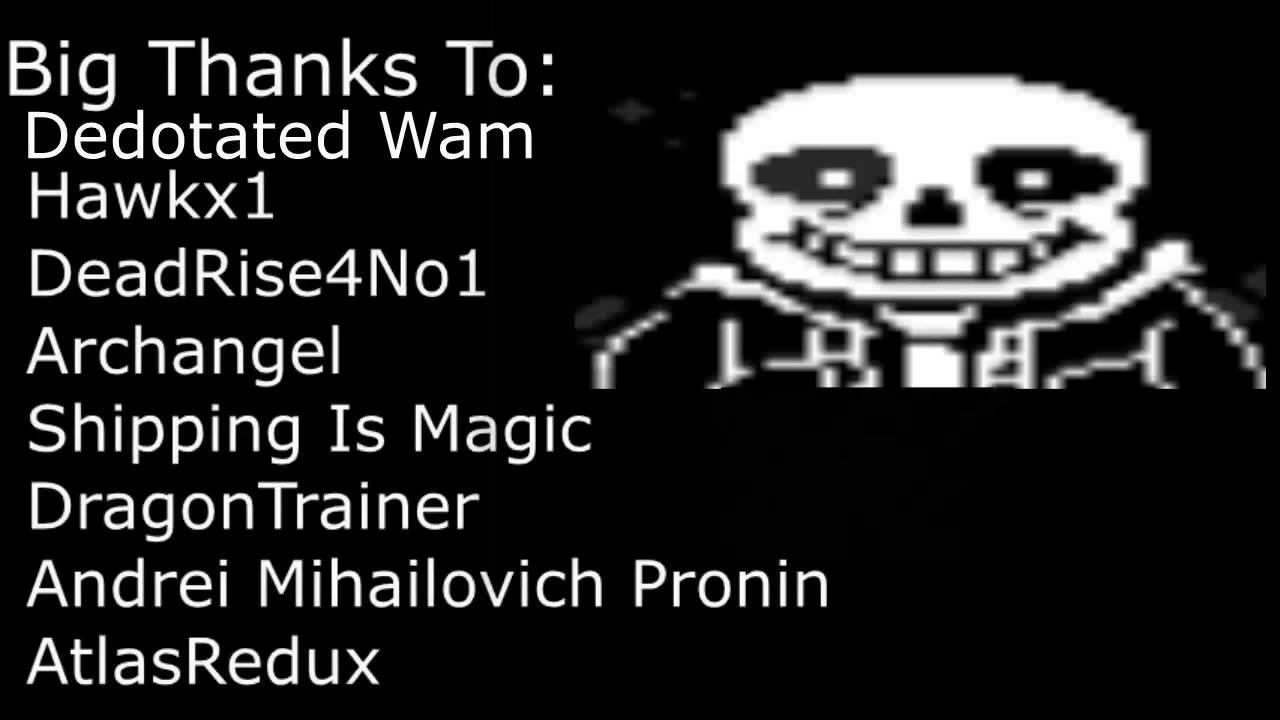 Big Thanks To:
Dedotated Wam
Hawkx1
DeadRise4No1
Archangel
Shipping Is Magic
DragonTrainer
Andrei Mihailovich Pronin
AtlasRedux